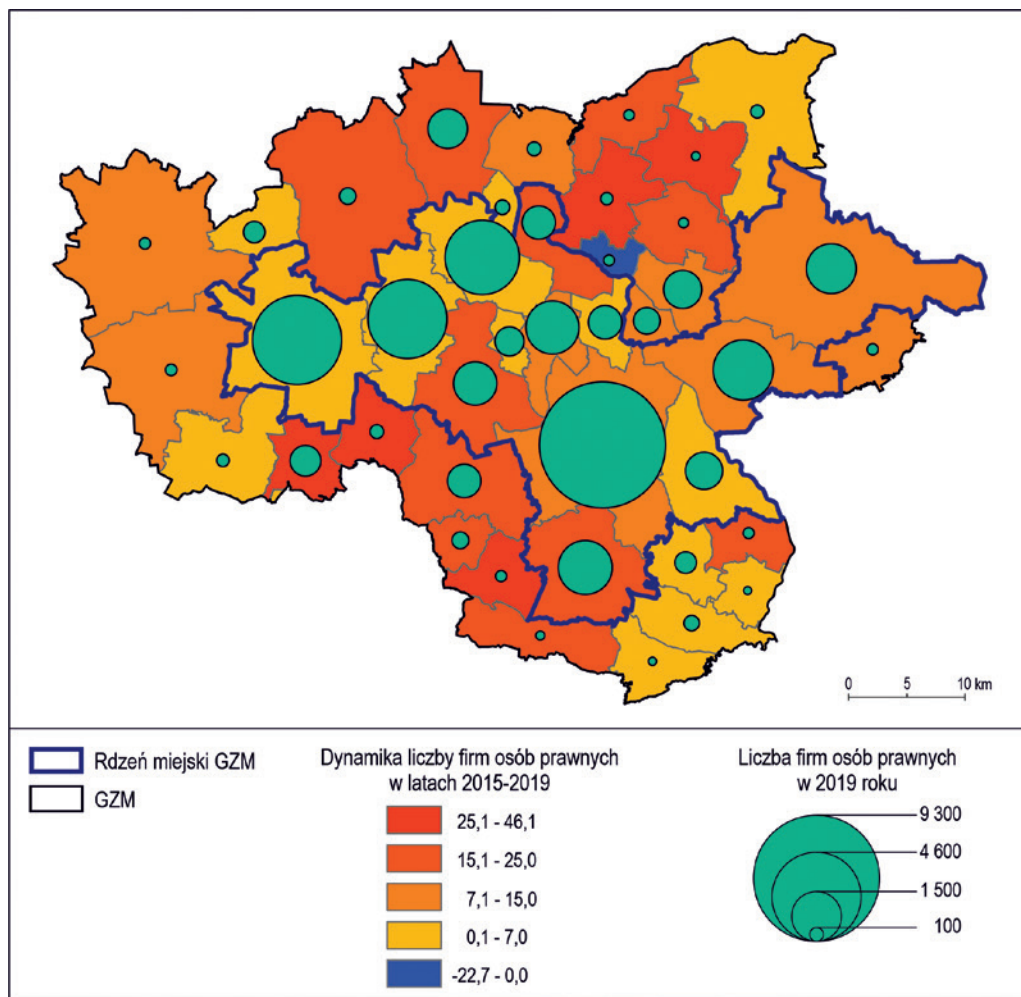 0 5 10 km
Rdzeń miejski GZM
GZM
Dynamika liczby firm osób prawnych
w latach 2015-2019
25,1 - 46,1
15,1 - 25,0
7,1 - 15,0
0,1 - 7,0
-22,7 - 0,0
Liczba firm osób prawnych
w 2019 roku
9 300
4 600
1 500
100